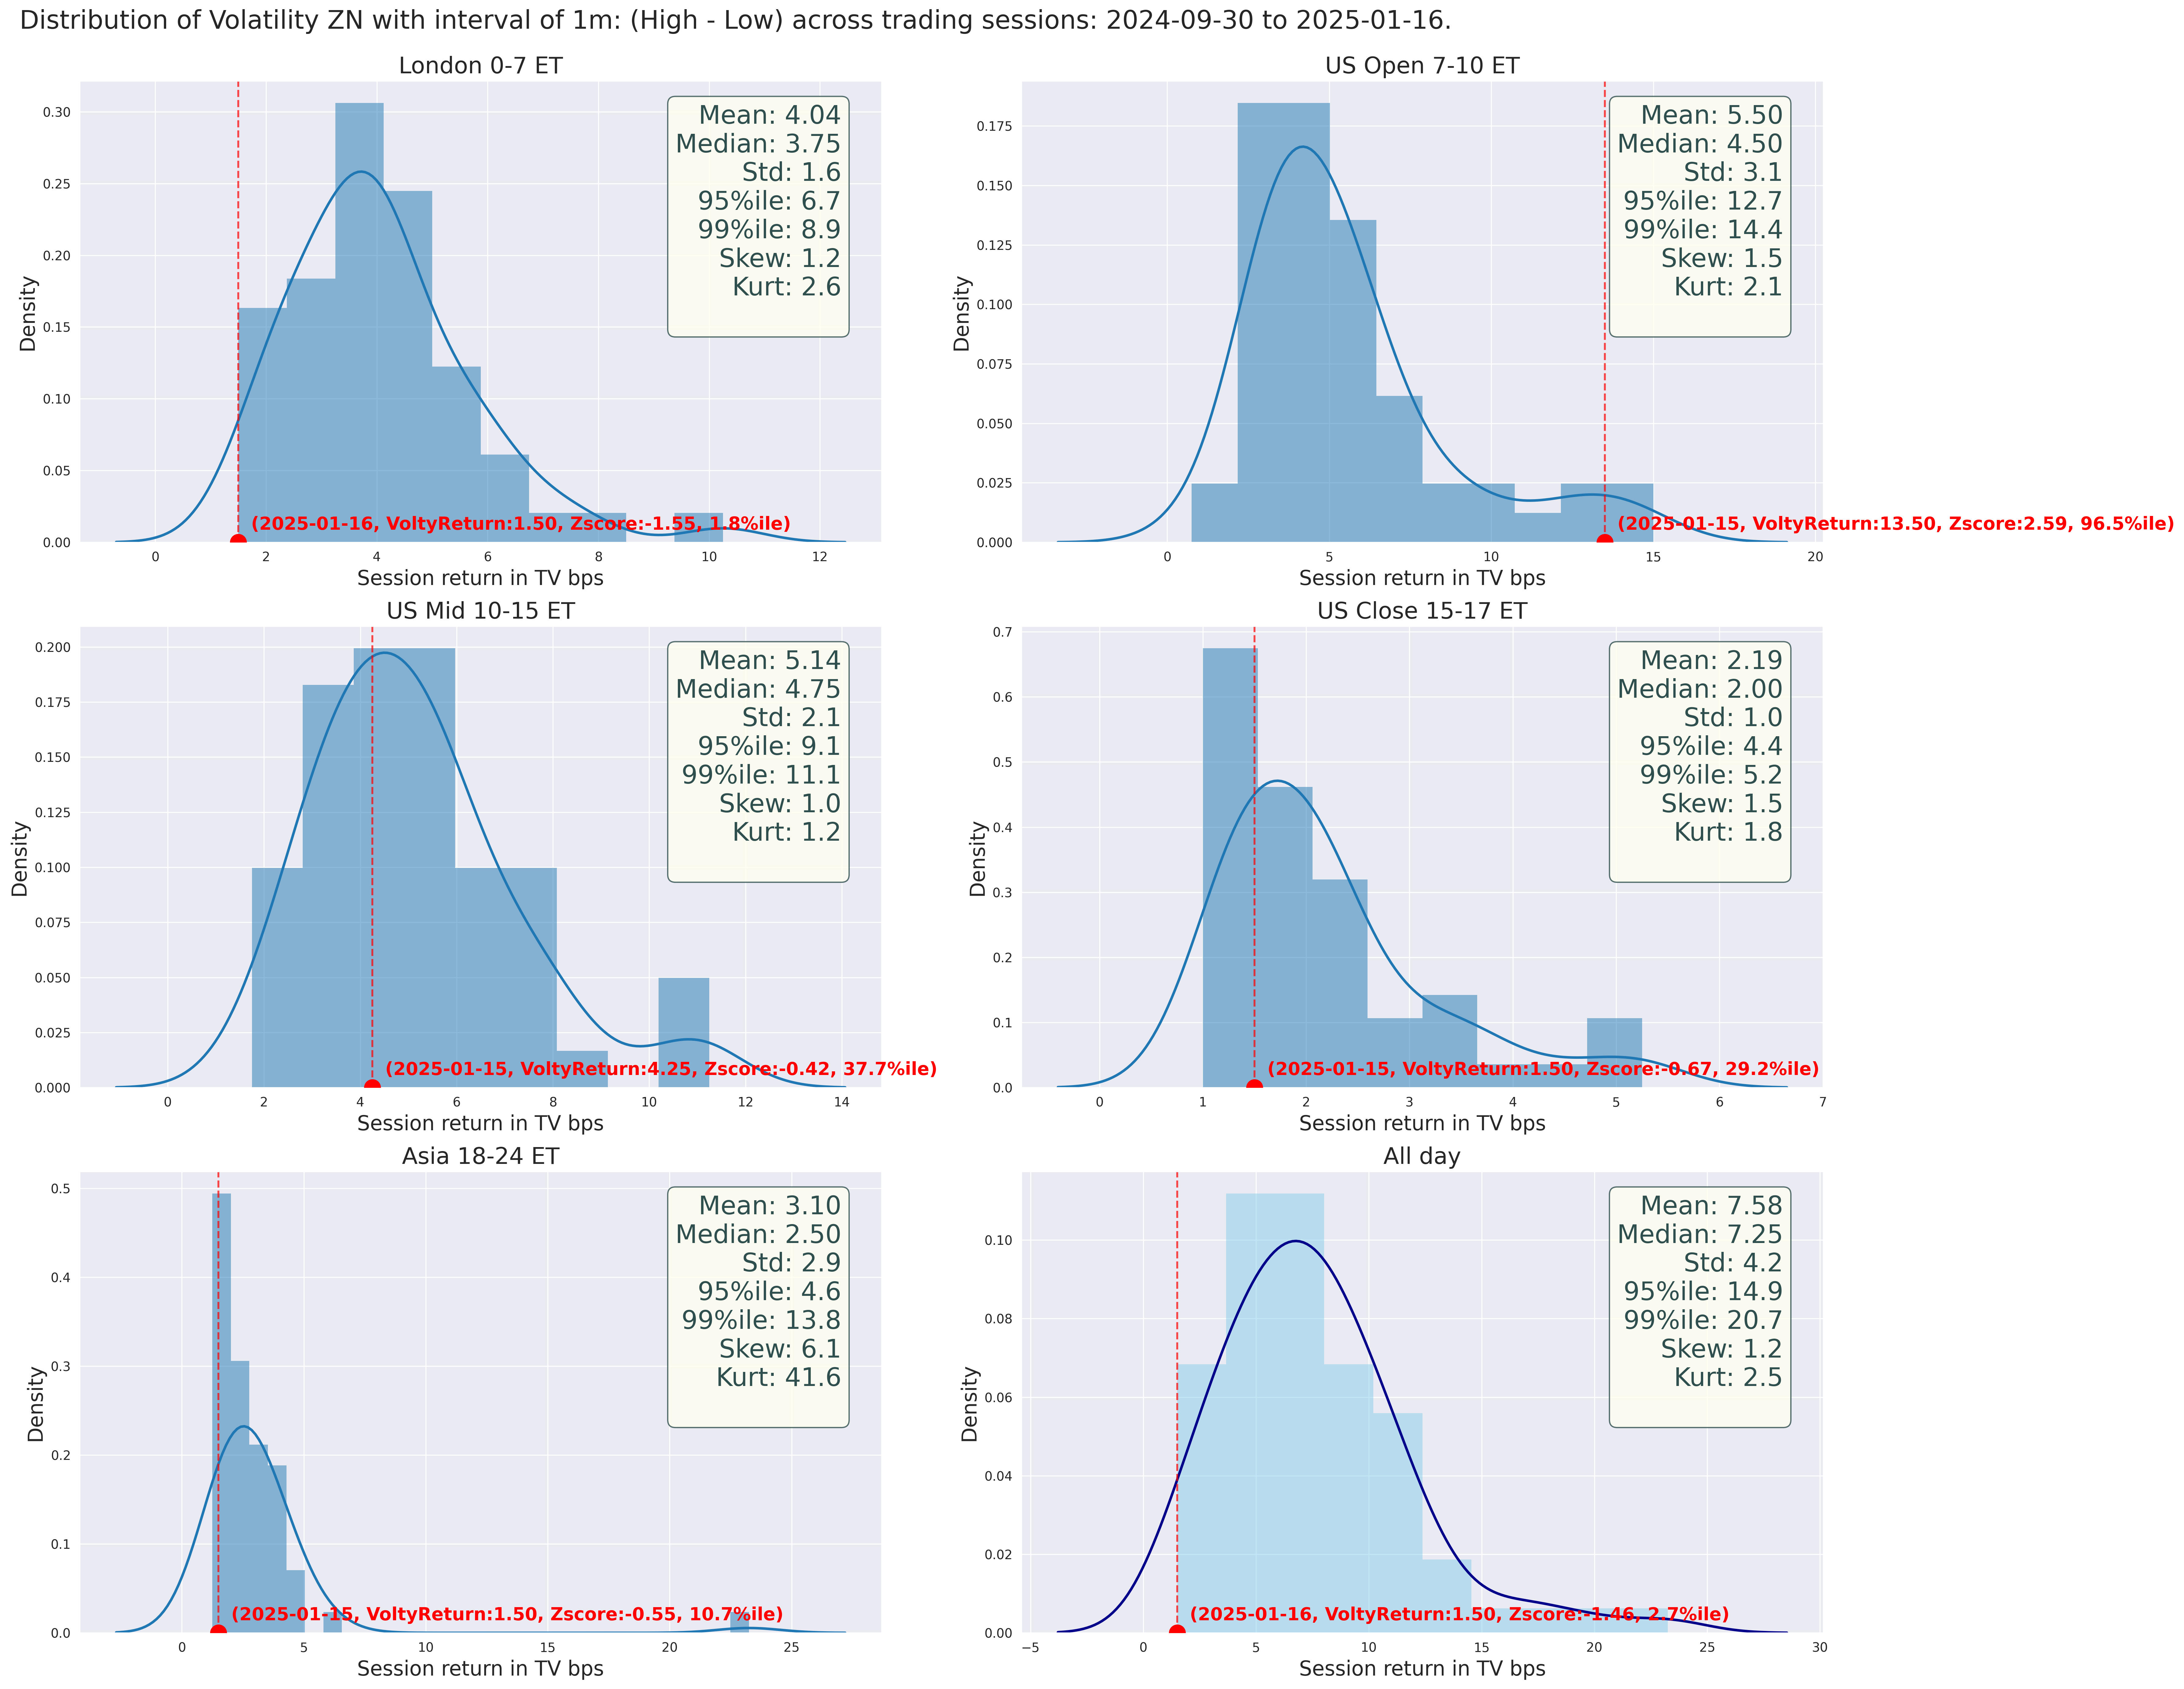 Distribution of Volatility ZN with interval of 1m: (High - Low) across trading sessions: 2024-09-30 to 2025-01-16.
London 0-7 ET
Density
0.30
0.25
0.20
0.15
0.10
0.05
0.00
Mean: 4.04
Median: 3.75
Std: 1.6
95%ile: 6.7
99%ile: 8.9
Skew: 1.2
Kurt: 2.6
(2025-01-16, VoltyReturn:1.50, Zscore:-1.55, 1.8%ile)
0 2 4 6 8 10 12
Session return in TV bps
US Open 7-10 ET
Density
0.175
0.150
0.125
0.100
0.075
0.050
0.025
0.000
Mean: 5.50
Median: 4.50
Std: 3.1
95%ile: 12.7
99%ile: 14.4
Skew: 1.5
Kurt: 2.1
(2025-01-15, VoltyReturn:13.50, Zscore:2.59, 96.5%ile)
0 5 10 15 20
Session return in TV bps
US Mid 10-15 ET
Density
0.200
0.175
0.150
0.125
0.100
0.075
0.050
0.025
0.000
Mean: 5.14
Median: 4.75
Std: 2.1
95%ile: 9.1
99%ile: 11.1
Skew: 1.0
Kurt: 1.2
(2025-01-15, VoltyReturn:4.25, Zscore:-0.42, 37.7%ile)
0 2 4 6 8 10 12 14
Session return in TV bps
US Close 15-17 ET
Density
0.7
0.6
0.5
0.4
0.3
0.2
0.1
0.0
Mean: 2.19
Median: 2.00
Std: 1.0
95%ile: 4.4
99%ile: 5.2
Skew: 1.5
Kurt: 1.8
(2025-01-15, VoltyReturn:1.50, Zscore:-0.67, 29.2%ile)
0 1 2 3 4 5 6 7
Session return in TV bps
Asia 18-24 ET
Density
0.5
0.4
0.3
0.2
0.1
0.0
Mean: 3.10
Median: 2.50
Std: 2.9
95%ile: 4.6
99%ile: 13.8
Skew: 6.1
Kurt: 41.6
(2025-01-15, VoltyReturn:1.50, Zscore:-0.55, 10.7%ile)
0 5 10 15 20 25
Session return in TV bps
All day
Density
0.10
0.08
0.06
0.04
0.02
0.00
Mean: 7.58
Median: 7.25
Std: 4.2
95%ile: 14.9
99%ile: 20.7
Skew: 1.2
Kurt: 2.5
(2025-01-16, VoltyReturn:1.50, Zscore:-1.46, 2.7%ile)
−5 0 5 10 15 20 25 30
Session return in TV bps